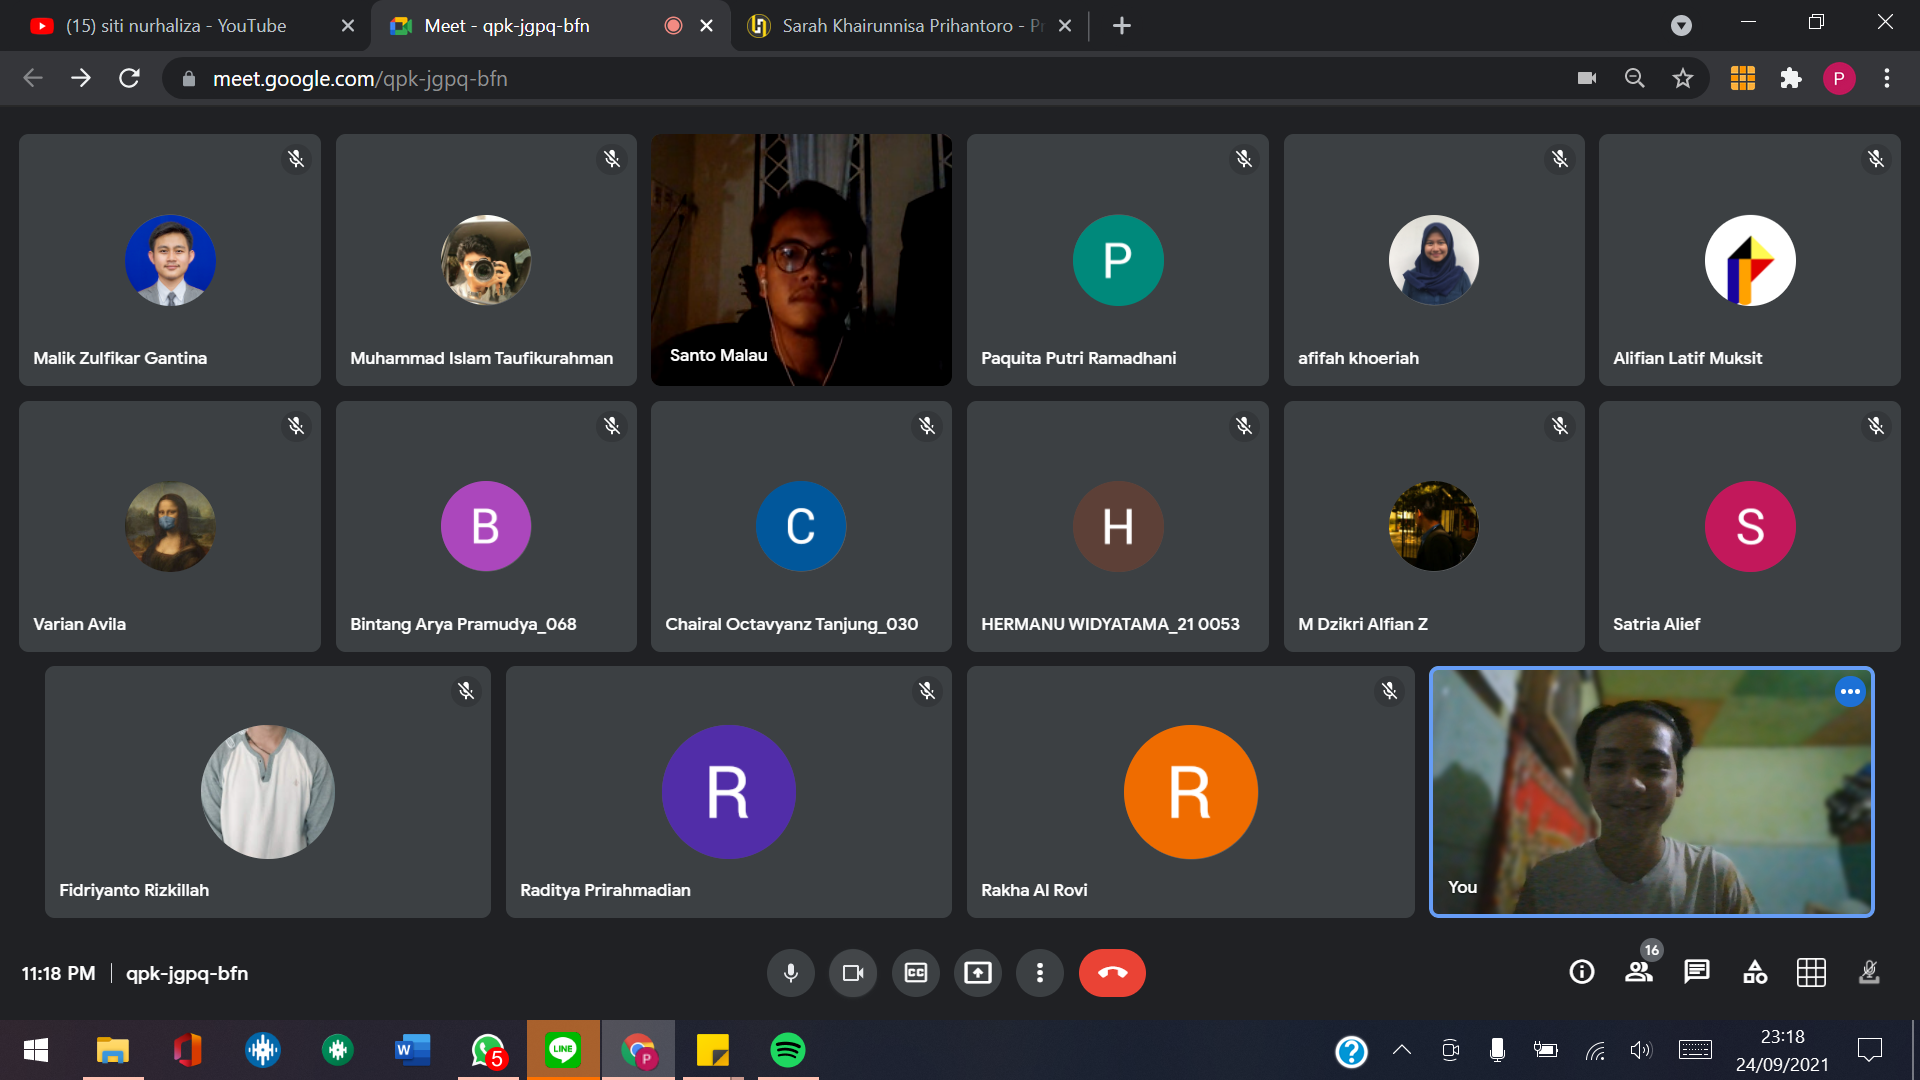 (15) siti nurhaliza - YouTube
Meet - qpk-jgpq-bfn
Sarah Khairunnisa Prihantoro - Pr
meet.google.com/qpk-jgpq-bfn
P
P
Malik Zulfikar Gantina
Muhammad Islam Taufikurahman
Santo Malau
Paquita Putri Ramadhani
afifah khoeriah
Alifian Latif Muksit
B
C
H
S
Varian Avila
Bintang Arya Pramudya_068
Chairal Octavyanz Tanjung_030
HERMANU WIDYATAMA_21 0053
M Dzikri Alfian Z
Satria Alief
R
R
Fidriyanto Rizkillah
Raditya Prirahmadian
Rakha Al Rovi
You
11:18 PM
qpk-jgpq-bfn
CC
16
W
5
LINE
P
?
23:18
24/09/2021